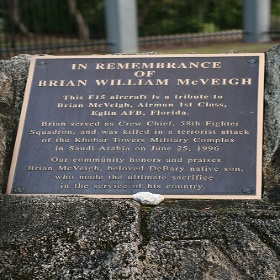 IN REMEMBRANCE
OF
BRIAN WILLIAM McVEIGH
This F15 aircraft is a tribute to
Brian McVeigh, Airman 1st Class,
Eglin AFB, Florida.
Brian served as Crew Chief, 58th Fighter
Squadron, and was killed in a terrorist attack
of the Khobar Towers Military Complex
in Saudi Arabia on June 25, 1996
Our community honors and praises
Brian McVeigh, beloved DeBary native son,
who made the ultimate sacrifice
in the service of his country.